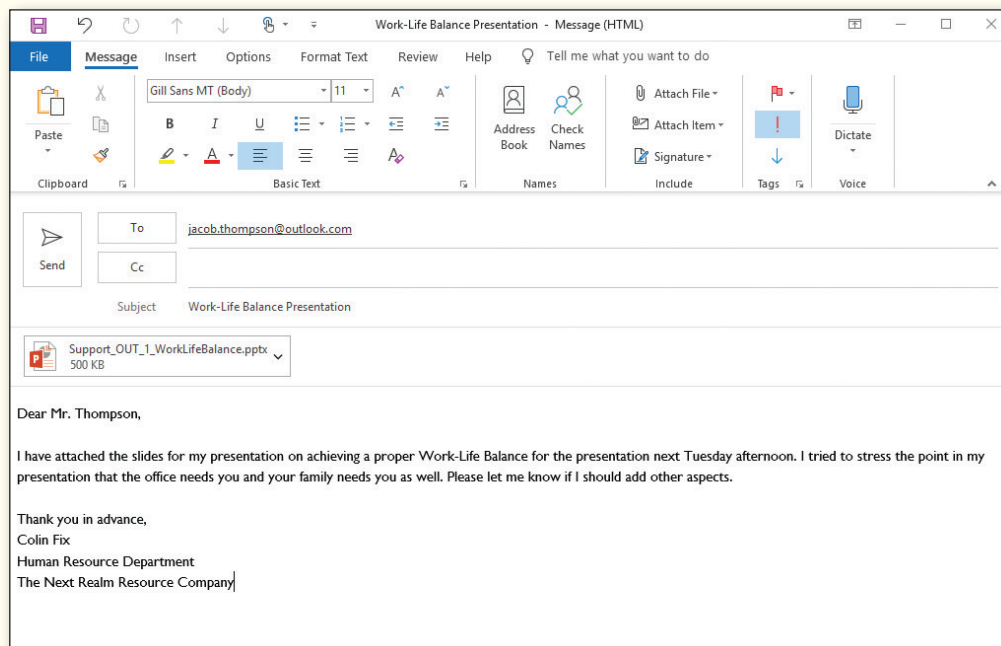 Work-Life Balance Presentation - Message (HTML)
File Message Insert Options Format Text Review Help Tell me what you want to do
Gill Sans MT (Body) 11 A^ A˅
Paste
B I U
A A
Address Book
Check Names
Attach File
Attach Item
Signature
!
Dictate
Clipboard Basic Text Names Include Tags Voice
Send
To jacob.thompson@outlook.com
Cc
Subject Work-Life Balance Presentation
P Support_OUT_1_WorkLifeBalance.pptx
500 KB
Dear Mr. Thompson,
I have attached the slides for my presentation on achieving a proper Work-Life Balance for the presentation next Tuesday afternoon. I tried to stress the point in my
presentation that the office needs you and your family needs you as well. Please let me know if I should add other aspects.
Thank you in advance,
Colin Fix
Human Resource Department
The Next Realm Resource Company